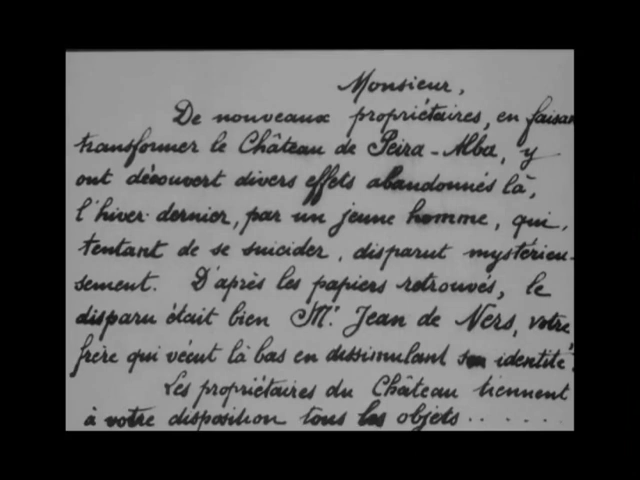 Monsieur,
De nouveaux propriétaires, en faisan
transformer le Château de Peira-Alba, y
ont découvert divers effets abandonnés là,
l'hiver dernier, par un jeune homme, qui,
tentant de se suicider, disparut mystérieu-
sement. D'après les papiers retrouvés, le
disparu était bien Mr. Jean de Ners, votre
frère qui vécut là bas en dissimulant son identité.
Les propriétaires du Château tiennent
à votre disposition tous les objets . . . . . .